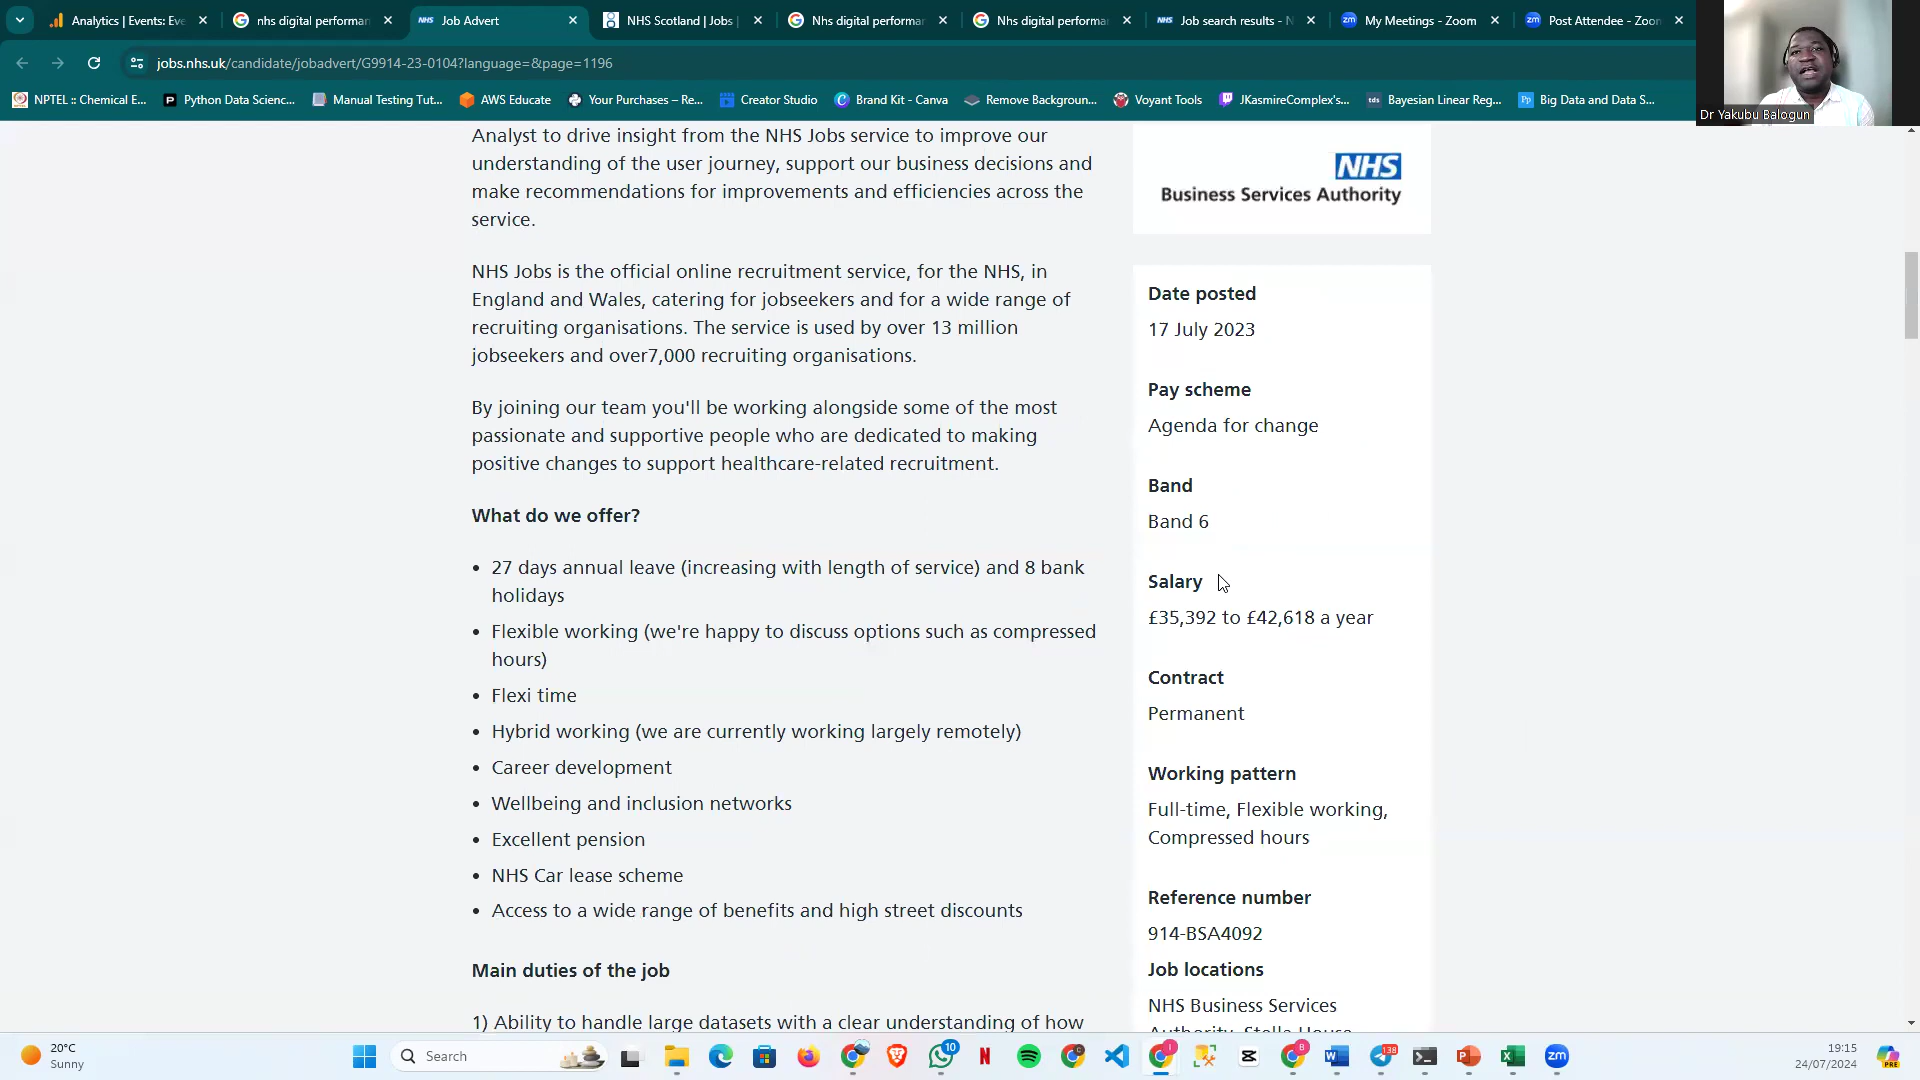 Analytics | Events: Eve
nhs digital performan
Job Advert
NHS Scotland | Jobs |
Nhs digital performa
Nhs digital performa
Job search results - N
My Meetings - Zoom
Post Attendee - Zoom
jobs.nhs.uk/candidate/jobadvert/G9914-23-0104?language=&page=1196
NPTEL :: Chemical E...
Python Data Scienc...
Manual Testing Tut...
AWS Educate
Your Purchases – Re...
Creator Studio
Brand Kit - Canva
Remove Backgroun...
Voyant Tools
JKasmireComplex's...
Bayesian Linear Reg...
Big Data and Data S...
Dr Yakubu Balogun
Analyst to drive insight from the NHS Jobs service to improve our
understanding of the user journey, support our business decisions and
make recommendations for improvements and efficiencies across the
service.
NHS Jobs is the official online recruitment service, for the NHS, in
England and Wales, catering for jobseekers and for a wide range of
recruiting organisations. The service is used by over 13 million
jobseekers and over7,000 recruiting organisations.
By joining our team you'll be working alongside some of the most
passionate and supportive people who are dedicated to making
positive changes to support healthcare-related recruitment.
What do we offer?
• 27 days annual leave (increasing with length of service) and 8 bank
holidays
• Flexible working (we're happy to discuss options such as compressed
hours)
• Flexi time
• Hybrid working (we are currently working largely remotely)
• Career development
• Wellbeing and inclusion networks
• Excellent pension
• NHS Car lease scheme
• Access to a wide range of benefits and high street discounts
Main duties of the job
1) Ability to handle large datasets with a clear understanding of how
NHS
Business Services Authority
Date posted
17 July 2023
Pay scheme
Agenda for change
Band
Band 6
Salary
£35,392 to £42,618 a year
Contract
Permanent
Working pattern
Full-time, Flexible working,
Compressed hours
Reference number
914-BSA4092
Job locations
NHS Business Services
Authority, Stella House
20°C
Sunny
Search
10
138
19:15
24/07/2024